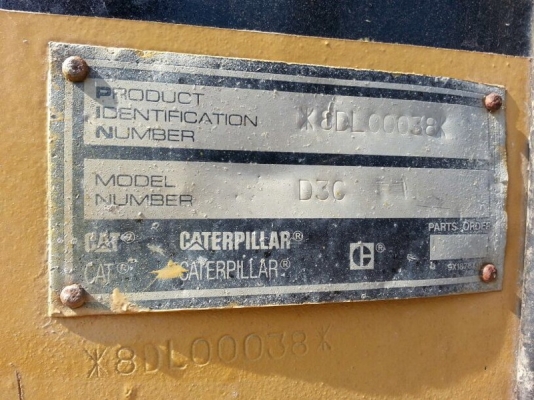 PRODUCT
IDENTIFICATION
NUMBER
*8DL00038*
MODEL
NUMBER
D3C
PARTS ORDER
CAT® CATERPILLAR®
CAT® CATERPILLAR®
*8DL00038*